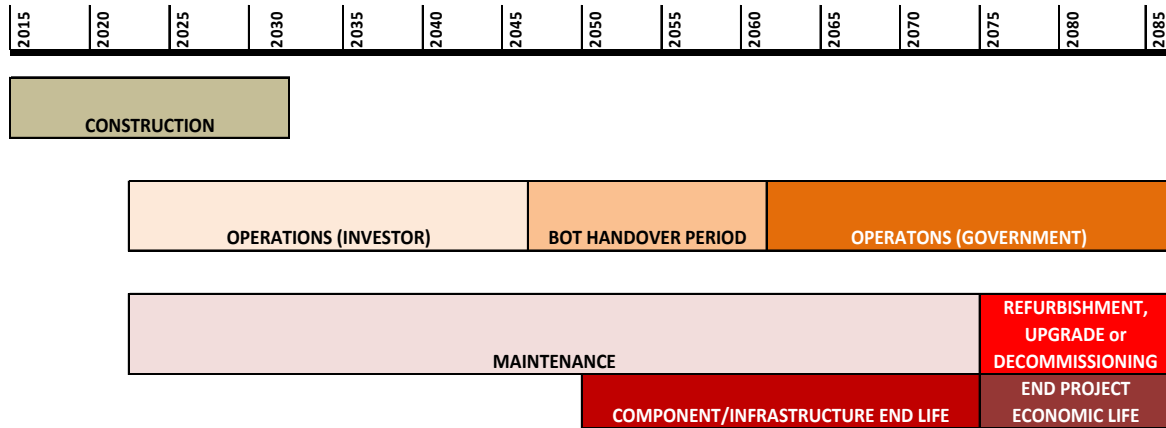 2015
2020
2025
2030
2035
2040
2045
2050
2055
2060
2065
2070
2075
2080
2085
CONSTRUCTION
OPERATIONS (INVESTOR)
BOT HANDOVER PERIOD
OPERATONS (GOVERNMENT)
MAINTENANCE
REFURBISHMENT,
UPGRADE or
DECOMMISSIONING
COMPONENT/INFRASTRUCTURE END LIFE
END PROJECT
ECONOMIC LIFE